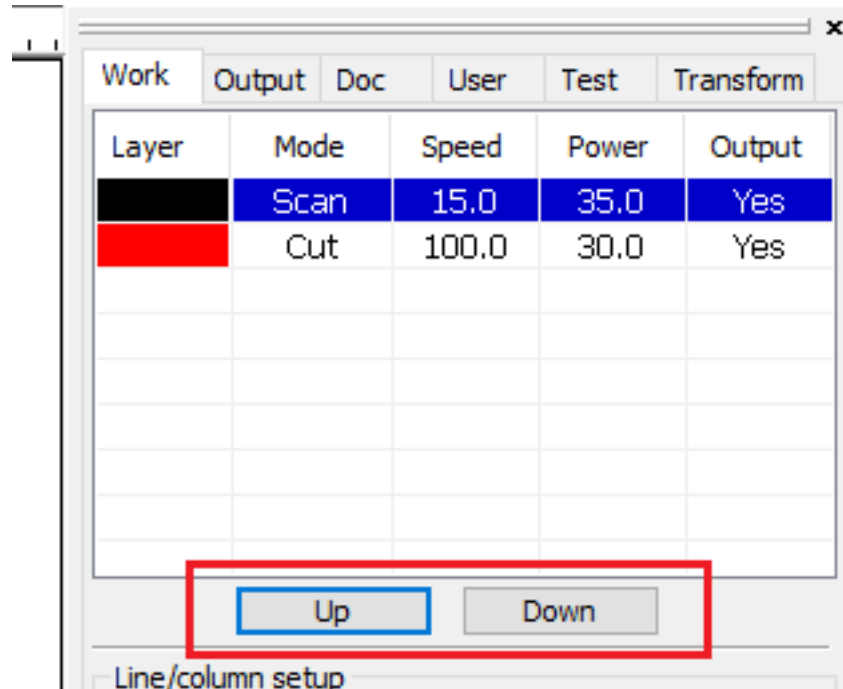 Work Output Doc User Test Transform
Layer Mode Speed Power Output
Scan 15.0 35.0 Yes
Cut 100.0 30.0 Yes
Up Down
Line/column setup